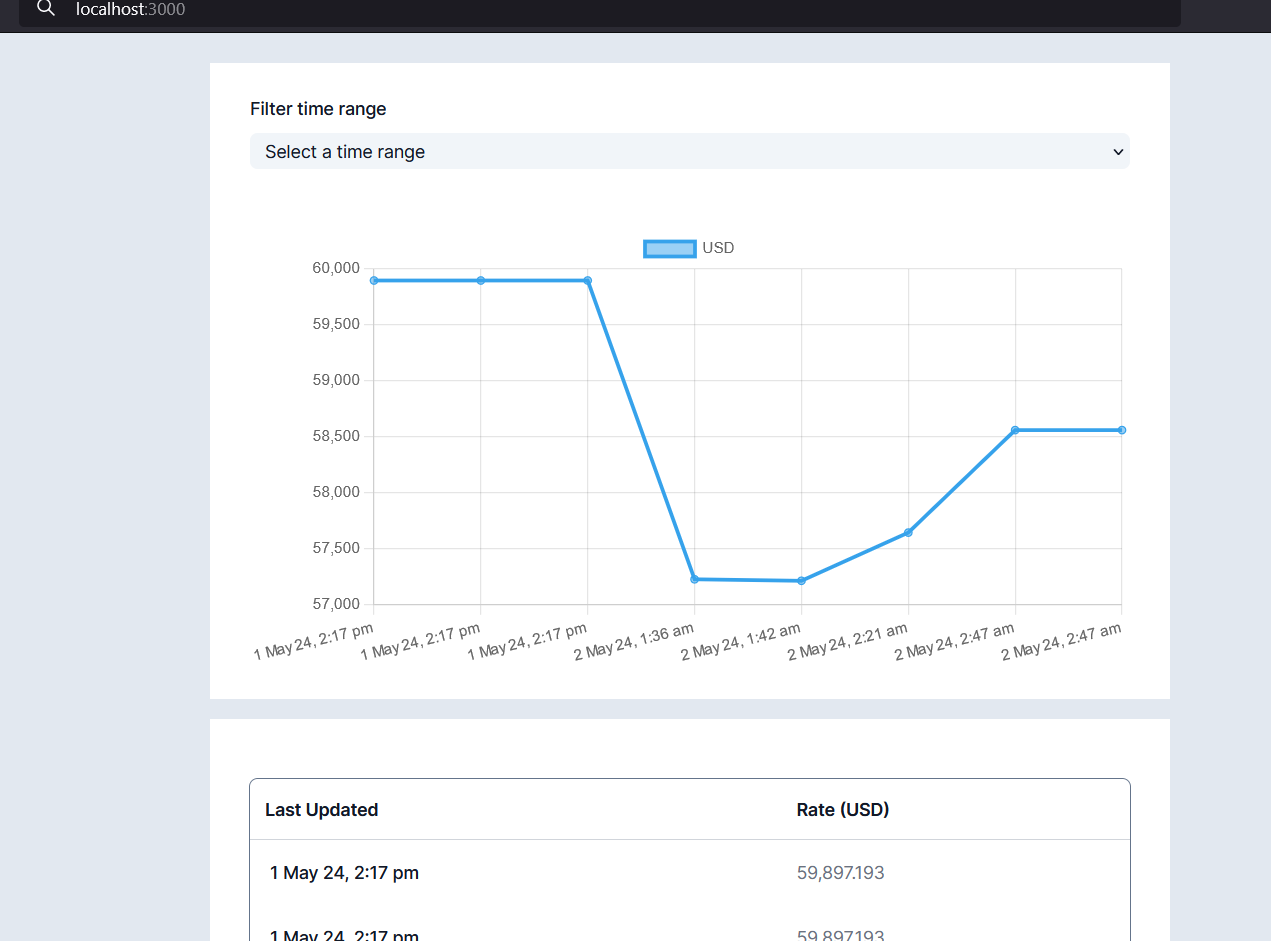 localhost:3000
Filter time range
Select a time range
USD
60,000
59,500
59,000
58,500
58,000
57,500
57,000
1 May 24, 2:17 pm
1 May 24, 2:17 pm
1 May 24, 2:17 pm
2 May 24, 1:36 am
2 May 24, 1:42 am
2 May 24, 2:21 am
2 May 24, 2:47 am
2 May 24, 2:47 am
Last Updated Rate (USD)
1 May 24, 2:17 pm 59,897.193
1 May 24, 2:17 pm 59,897.193